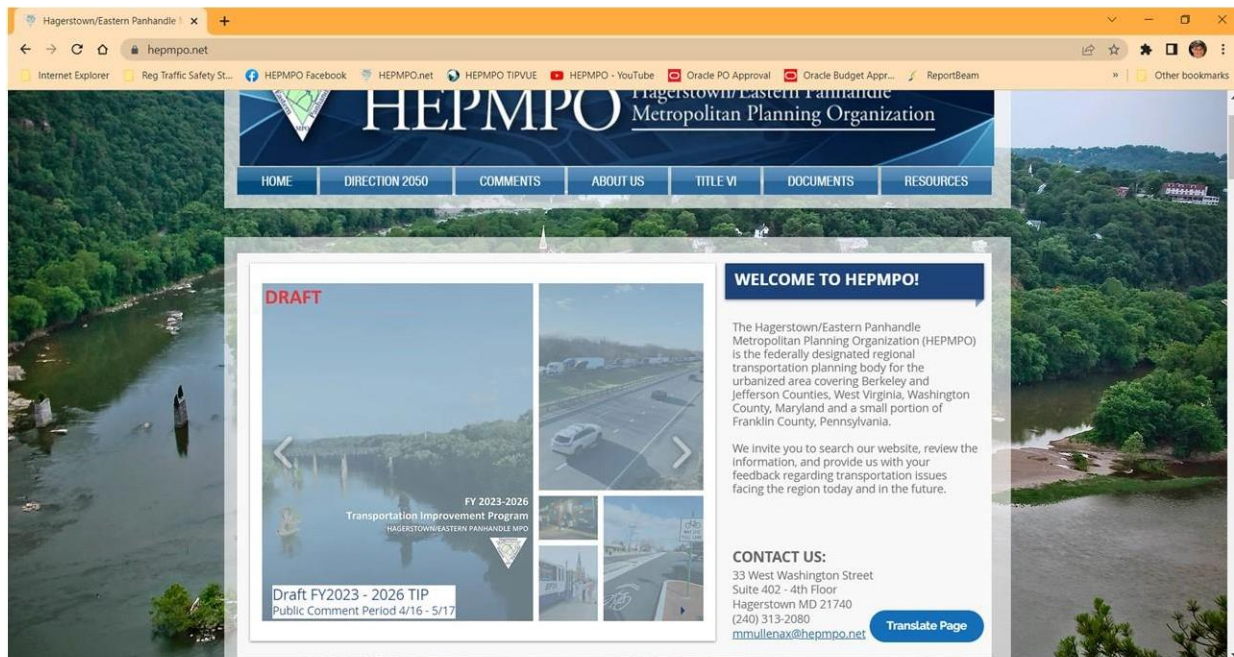 Hagerstown/Eastern Panhandle
hepmpo.net
Internet Explorer
Reg Traffic Safety St...
HEPMPO Facebook
HEPMPO.net
HEPMPO TIPVUE
HEPMPO - YouTube
Oracle PO Approval
Oracle Budget Appr...
ReportBeam
»
Other bookmarks
HEPMPO
Hagerstown/Eastern Panhandle
Metropolitan Planning Organization
HOME
DIRECTION 2050
COMMENTS
ABOUT US
TITLE VI
DOCUMENTS
RESOURCES
DRAFT
FY 2023-2026
Transportation Improvement Program
HAGERSTOWN/EASTERN PANHANDLE MPO
Draft FY2023 - 2026 TIP
Public Comment Period 4/16 - 5/17
WELCOME TO HEPMPO!
The Hagerstown/Eastern Panhandle
Metropolitan Planning Organization (HEPMPO)
is the federally designated regional
transportation planning body for the
urbanized area covering Berkeley and
Jefferson Counties, West Virginia, Washington
County, Maryland and a small portion of
Franklin County, Pennsylvania.
We invite you to search our website, review the
information, and provide us with your
feedback regarding transportation issues
facing the region today and in the future.
CONTACT US:
33 West Washington Street
Suite 402 - 4th Floor
Hagerstown MD 21740
(240) 313-2080
mmullenax@hepmpo.net
Translate Page